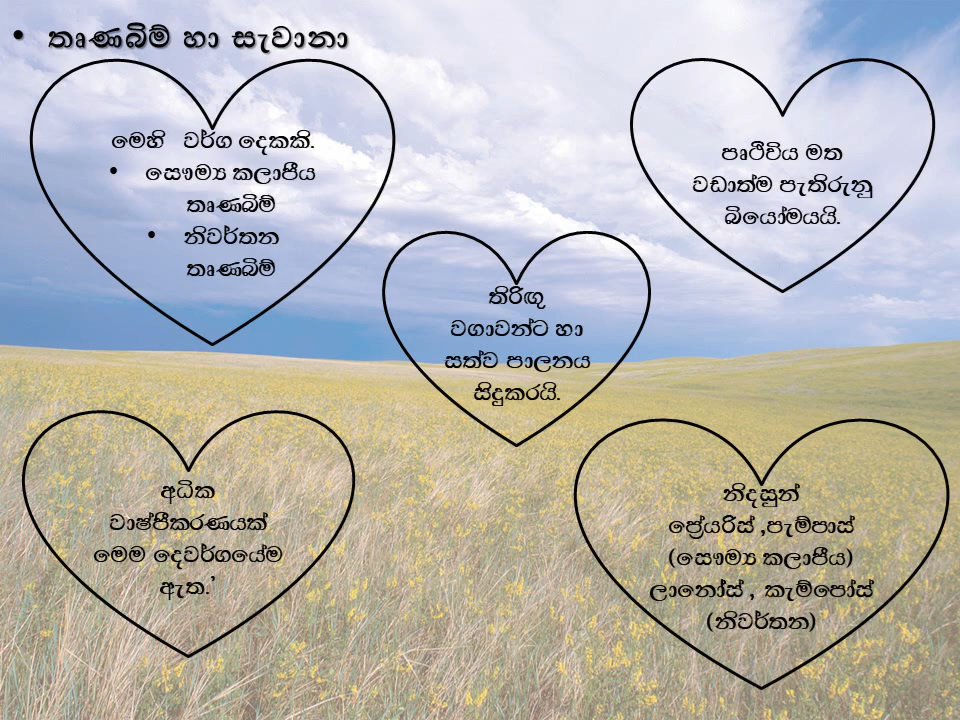 • තෘණබිම් හා සැවානා
මෙහි වර්ග දෙකකි.
• සෞම්‍ය කලාපීය
තෘණබිම්
• නිවර්තන
තෘණබිම්
පෘථිවිය මත
වඩාත්ම පැතිරුනු
බියෝමයයි.
තිරිඟු
වගාවන්ට හා
සත්ව පාලනය
සිදුකරයි.
අධික
වාෂ්පීකරණයක්
මෙම දෙවර්ගයේම
ඇත.’
නිදසුන්
ප්‍රේයරිස් ,පැම්පාස්
(සෞම්‍ය කලාපීය)
ලානෝස් , කැම්පෝස්
(නිවර්තන)